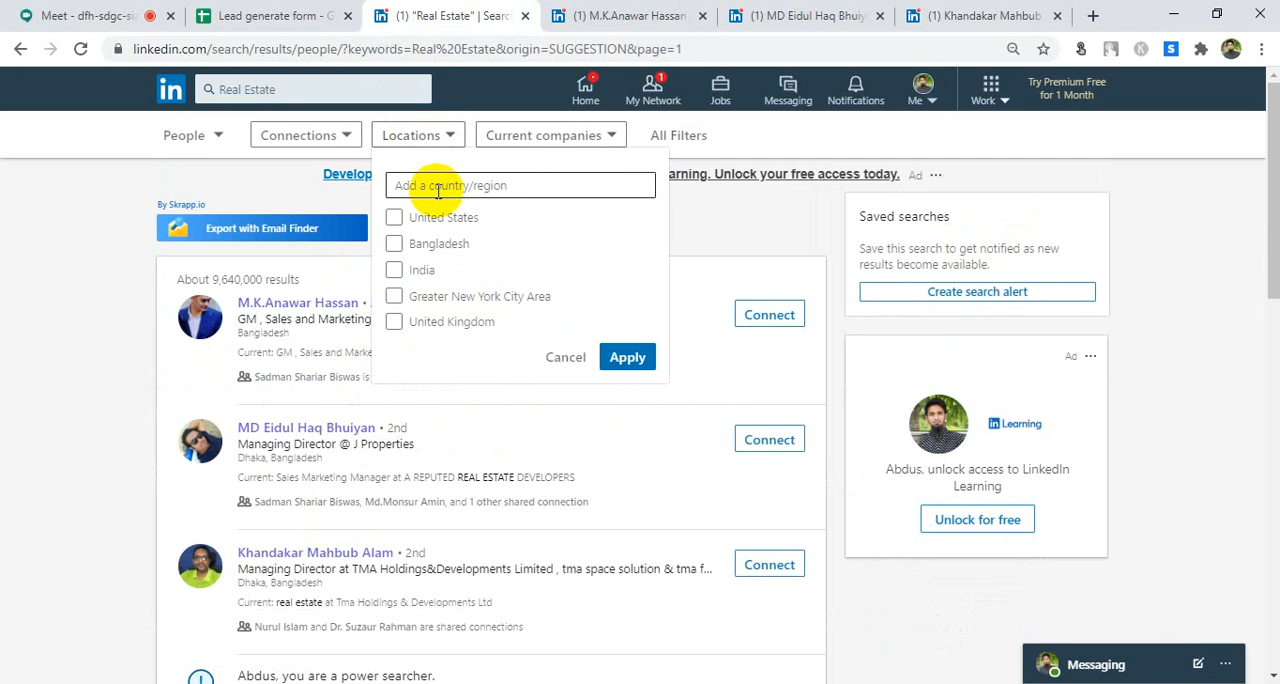 Meet - dfh-sdgc-si
Lead generate form - G
(1) "Real Estate" | Searc
(1) M.K.Anawar Hassan
(1) MD Eidul Haq Bhuiy
(1) Khandakar Mahbub
linkedin.com/search/results/people/?keywords=Real%20Estate&origin=SUGGESTION&page=1
in
Real Estate
Home
1
My Network
Jobs
Messaging
Notifications
Me
Work
Try Premium Free
for 1 Month
People
Connections
Locations
Current companies
All Filters
Develop
rning. Unlock your free access today.
Ad
By Skrapp.io
Export with Email Finder
Add a country/region
United States
Bangladesh
India
Greater New York City Area
United Kingdom
Cancel
Apply
About 9,640,000 results
M.K.Anawar Hassan •
GM , Sales and Marketing
Bangladesh
Current: GM , Sales and Marke
Sadman Shariar Biswas is
Connect
MD Eidul Haq Bhuiyan • 2nd
Managing Director @ J Properties
Dhaka, Bangladesh
Current: Sales Marketing Manager at A REPUTED REAL ESTATE DEVELOPERS
Sadman Shariar Biswas, Md.Monsur Amin, and 1 other shared connection
Connect
Khandakar Mahbub Alam • 2nd
Managing Director at TMA Holdings&Developments Limited , tma space solution & tma f...
Dhaka, Bangladesh
Current: real estate at Tma Holdings & Developments Ltd
Nurul Islam and Dr. Suzaur Rahman are shared connections
Connect
Abdus, you are a power searcher.
Saved searches
Save this search to get notified as new
results become available.
Create search alert
Ad
in Learning
Abdus, unlock access to LinkedIn
Learning
Unlock for free
Messaging